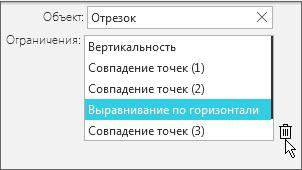 Объект: Отрезок
Ограничения:
Вертикальность
Совпадение точек (1)
Совпадение точек (2)
Выравнивание по горизонтали
Совпадение точек (3)